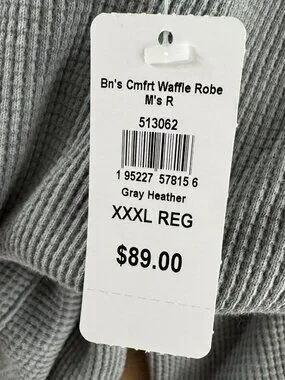 Bn's Cmfrt Waffle Robe
M's R
513062
1 95227 57815 6
Gray Heather
XXXL REG
$89.00